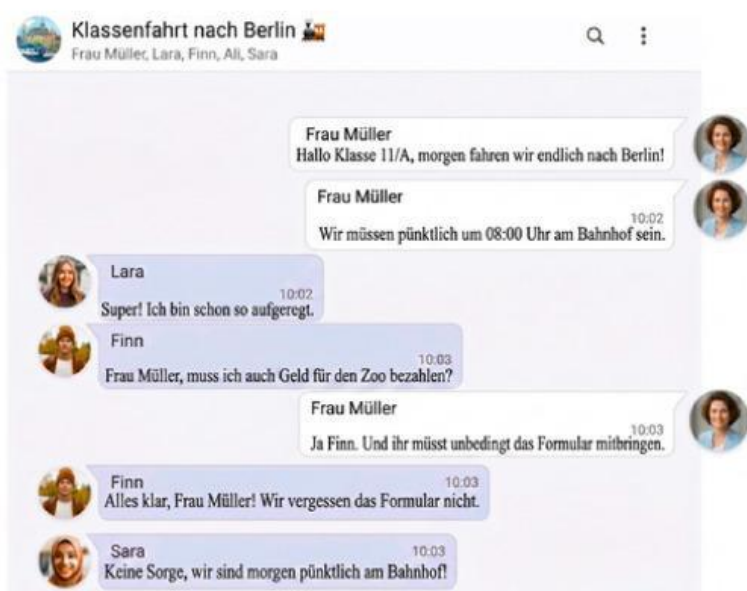 Klassenfahrt nach Berlin 🚂
Frau Müller, Lara, Finn, Ali, Sara
Frau Müller
Hallo Klasse 11/A, morgen fahren wir endlich nach Berlin!
Frau Müller
10:02
Wir müssen pünktlich um 08:00 Uhr am Bahnhof sein.
Lara
10:02
Super! Ich bin schon so aufgeregt.
Finn
10:03
Frau Müller, muss ich auch Geld für den Zoo bezahlen?
Frau Müller
10:03
Ja Finn. Und ihr müsst unbedingt das Formular mitbringen.
Finn
10:03
Alles klar, Frau Müller! Wir vergessen das Formular nicht.
Sara
10:03
Keine Sorge, wir sind morgen pünktlich am Bahnhof!